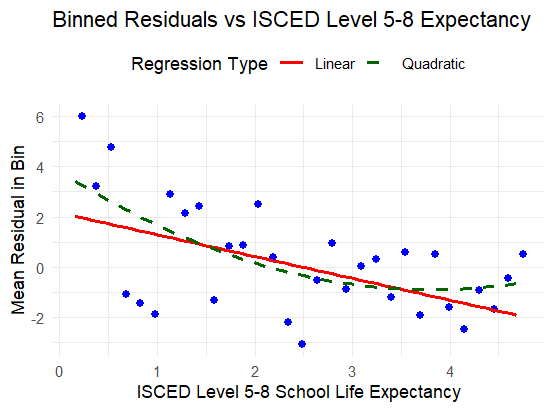 Binned Residuals vs ISCED Level 5-8 Expectancy
Regression Type Linear Quadratic
Mean Residual in Bin
6
4
2
0
-2
0 1 2 3 4
ISCED Level 5-8 School Life Expectancy